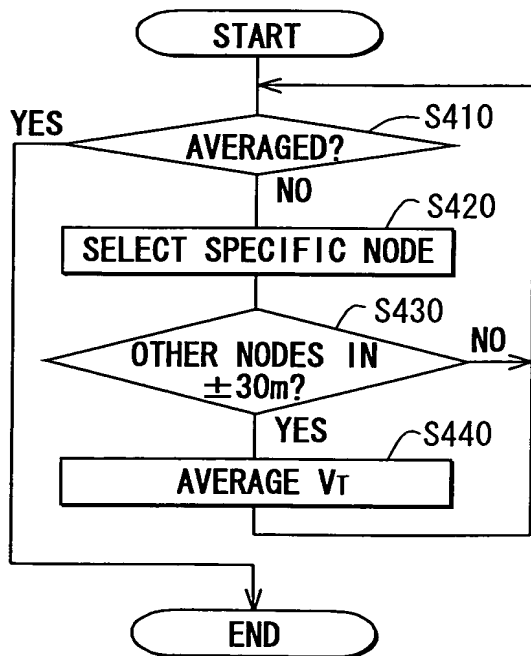 START
YES
S410
AVERAGED?
NO
S420
SELECT SPECIFIC NODE
S430
OTHER NODES IN
±30m?
NO
YES
S440
AVERAGE VT
END